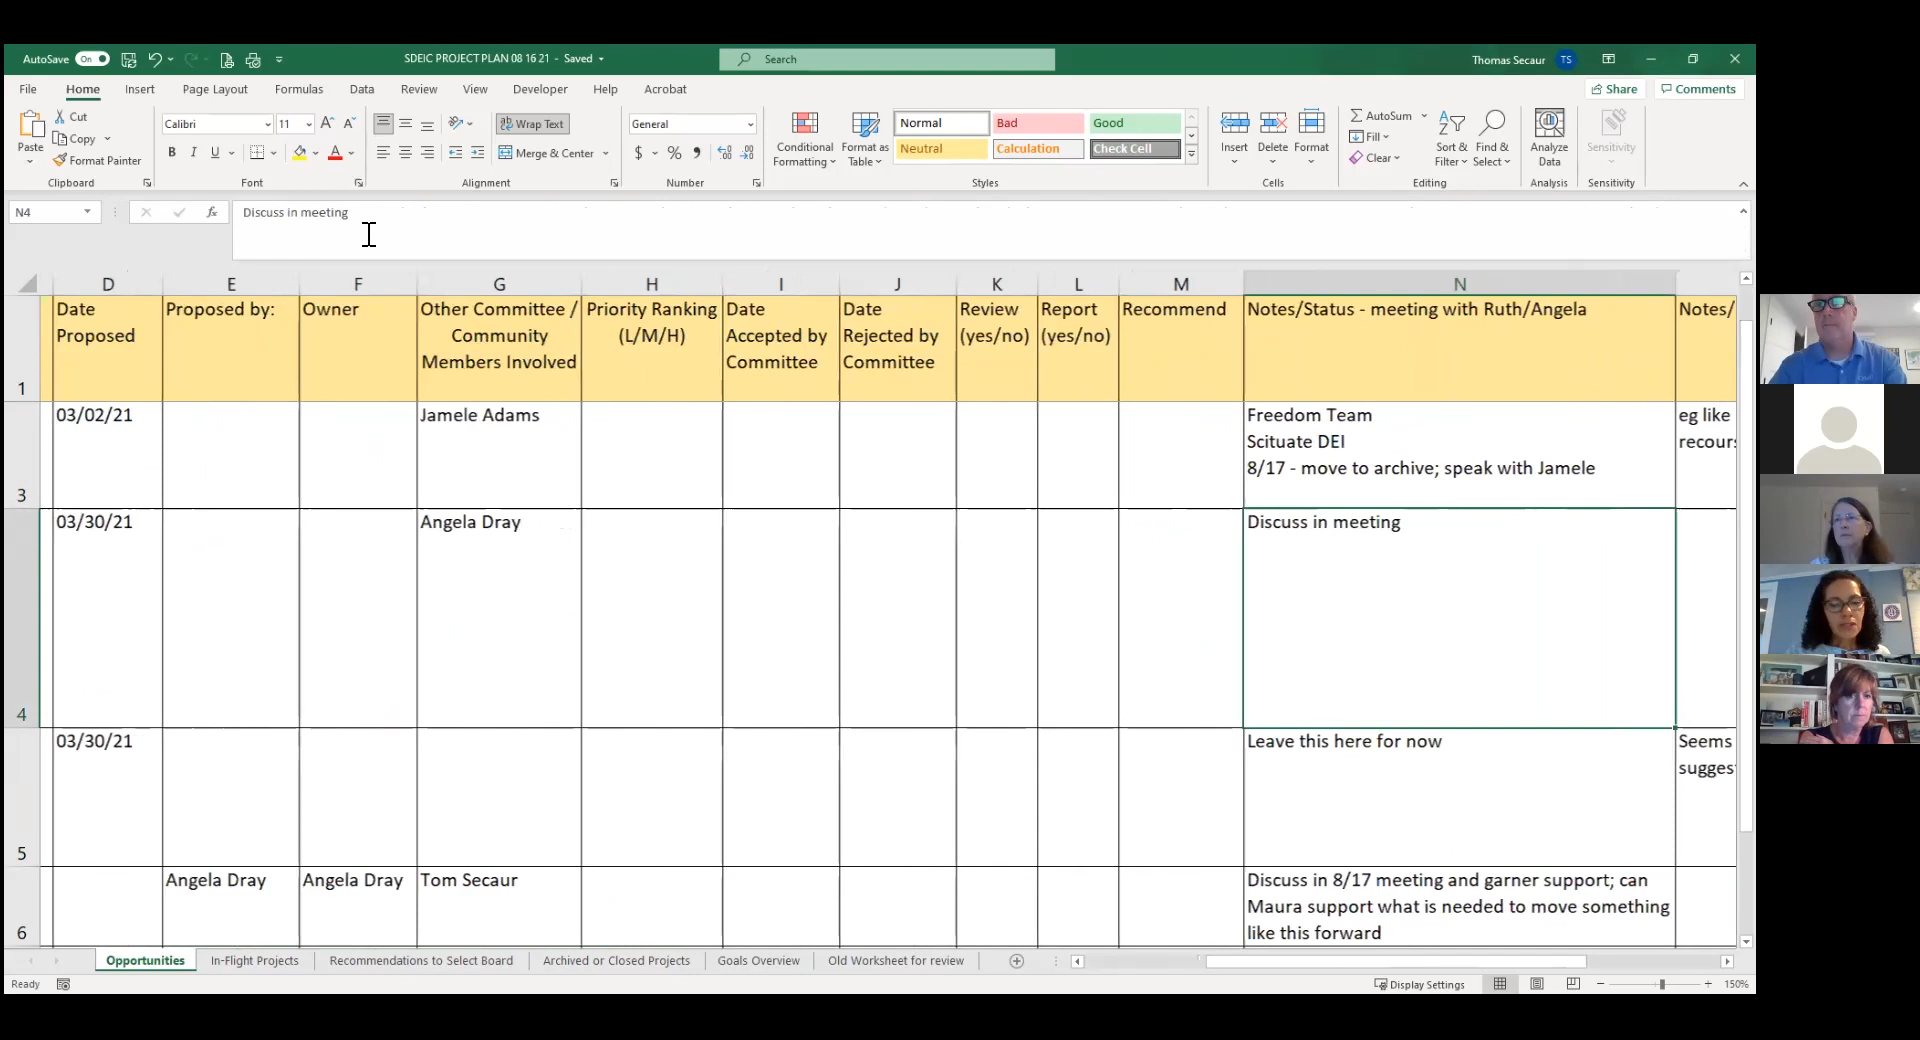 AutoSave On SDEIC PROJECT PLAN 08 16 21 - Saved Search Thomas Secaur TS
File Home Insert Page Layout Formulas Data Review View Developer Help Acrobat Share Comments
Paste
Cut
Copy
Format Painter
Clipboard
Calibri 11
B I U A
Font
Wrap Text
Merge & Center
Alignment
General
$ % 9
Number
Conditional Formatting
Format as Table
Normal Bad Good
Neutral Calculation Check Cell
Styles
Insert Delete Format
Cells
AutoSum
Fill
Clear
Sort & Filter
Find & Select
Editing
Analyze Data
Analysis
Sensitivity
Sensitivity
N4 fx Discuss in meeting
D E F G H I J K L M N
1
Date Proposed
Proposed by:
Owner
Other Committee / Community Members Involved
Priority Ranking (L/M/H)
Date Accepted by Committee
Date Rejected by Committee
Review (yes/no)
Report (yes/no)
Recommend
Notes/Status - meeting with Ruth/Angela
Notes/
3
03/02/21
Jamele Adams
Freedom Team
Scituate DEI
8/17 - move to archive; speak with Jamele
eg like
recours
4
03/30/21
Angela Dray
Discuss in meeting
5
03/30/21
Leave this here for now
Seems
suggest
6
Angela Dray
Angela Dray
Tom Secaur
Discuss in 8/17 meeting and garner support; can
Maura support what is needed to move something
like this forward
Opportunities In-Flight Projects Recommendations to Select Board Archived or Closed Projects Goals Overview Old Worksheet for review
Ready Display Settings 150%